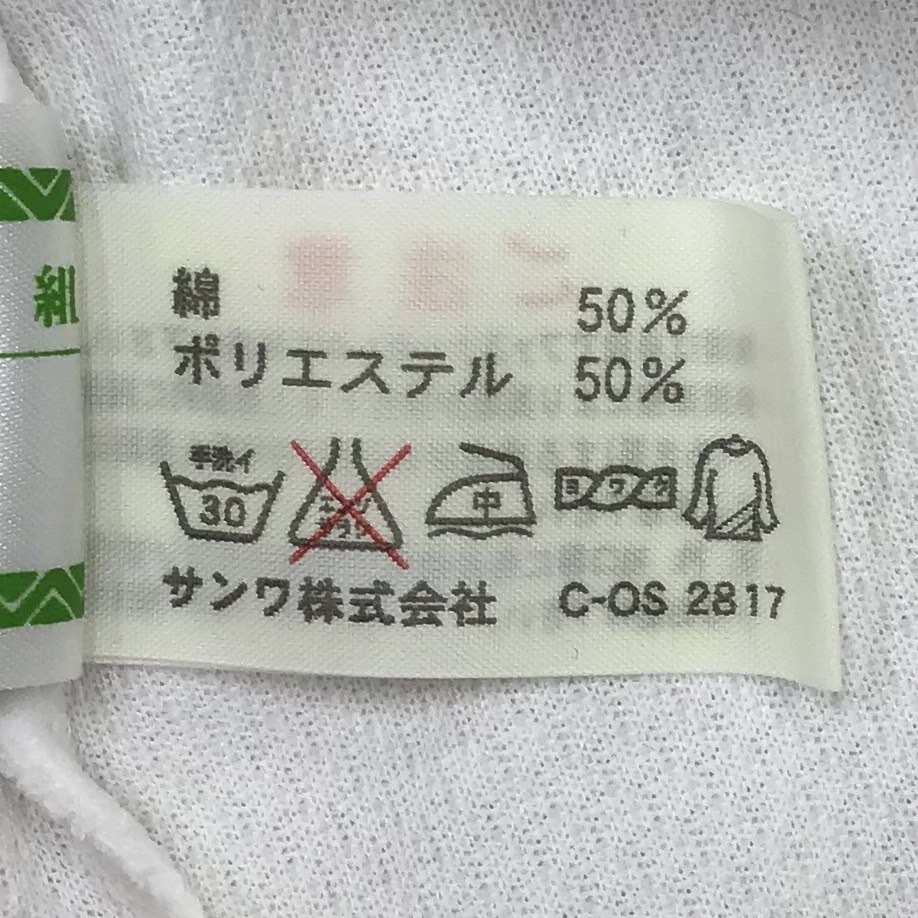 綿 50%
ポリエステル 50%
手洗イ
30
中
ヨワク
サンワ株式会社 C-OS 2817